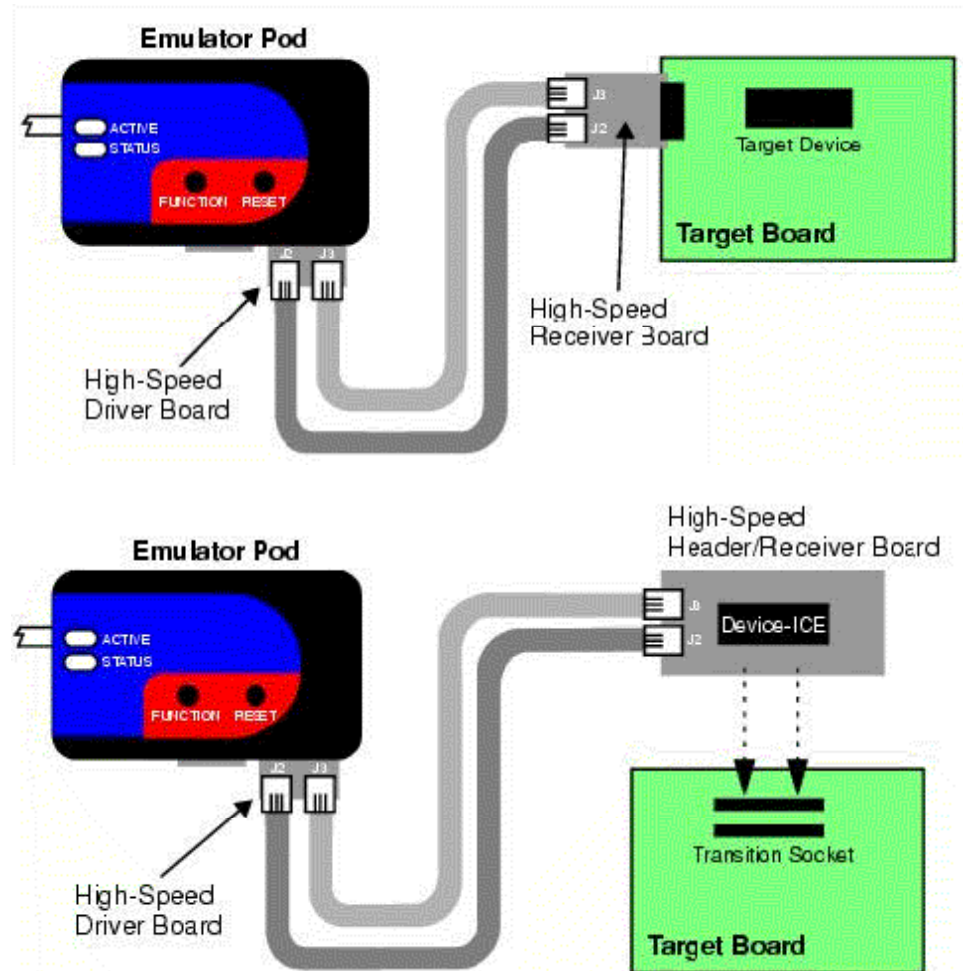 Emulator Pod
ACTIVE
STATUS
FUNCTION RESET
J2 J3
J3
J2
Target Device
Target Board
High-Speed
Receiver Board
High-Speed
Driver Board
High-Speed
Header/Receiver Board
Emulator Pod
ACTIVE
STATUS
FUNCTION RESET
J2 J3
J3
J2
Device-ICE
Transition Socket
High-Speed
Driver Board
Target Board